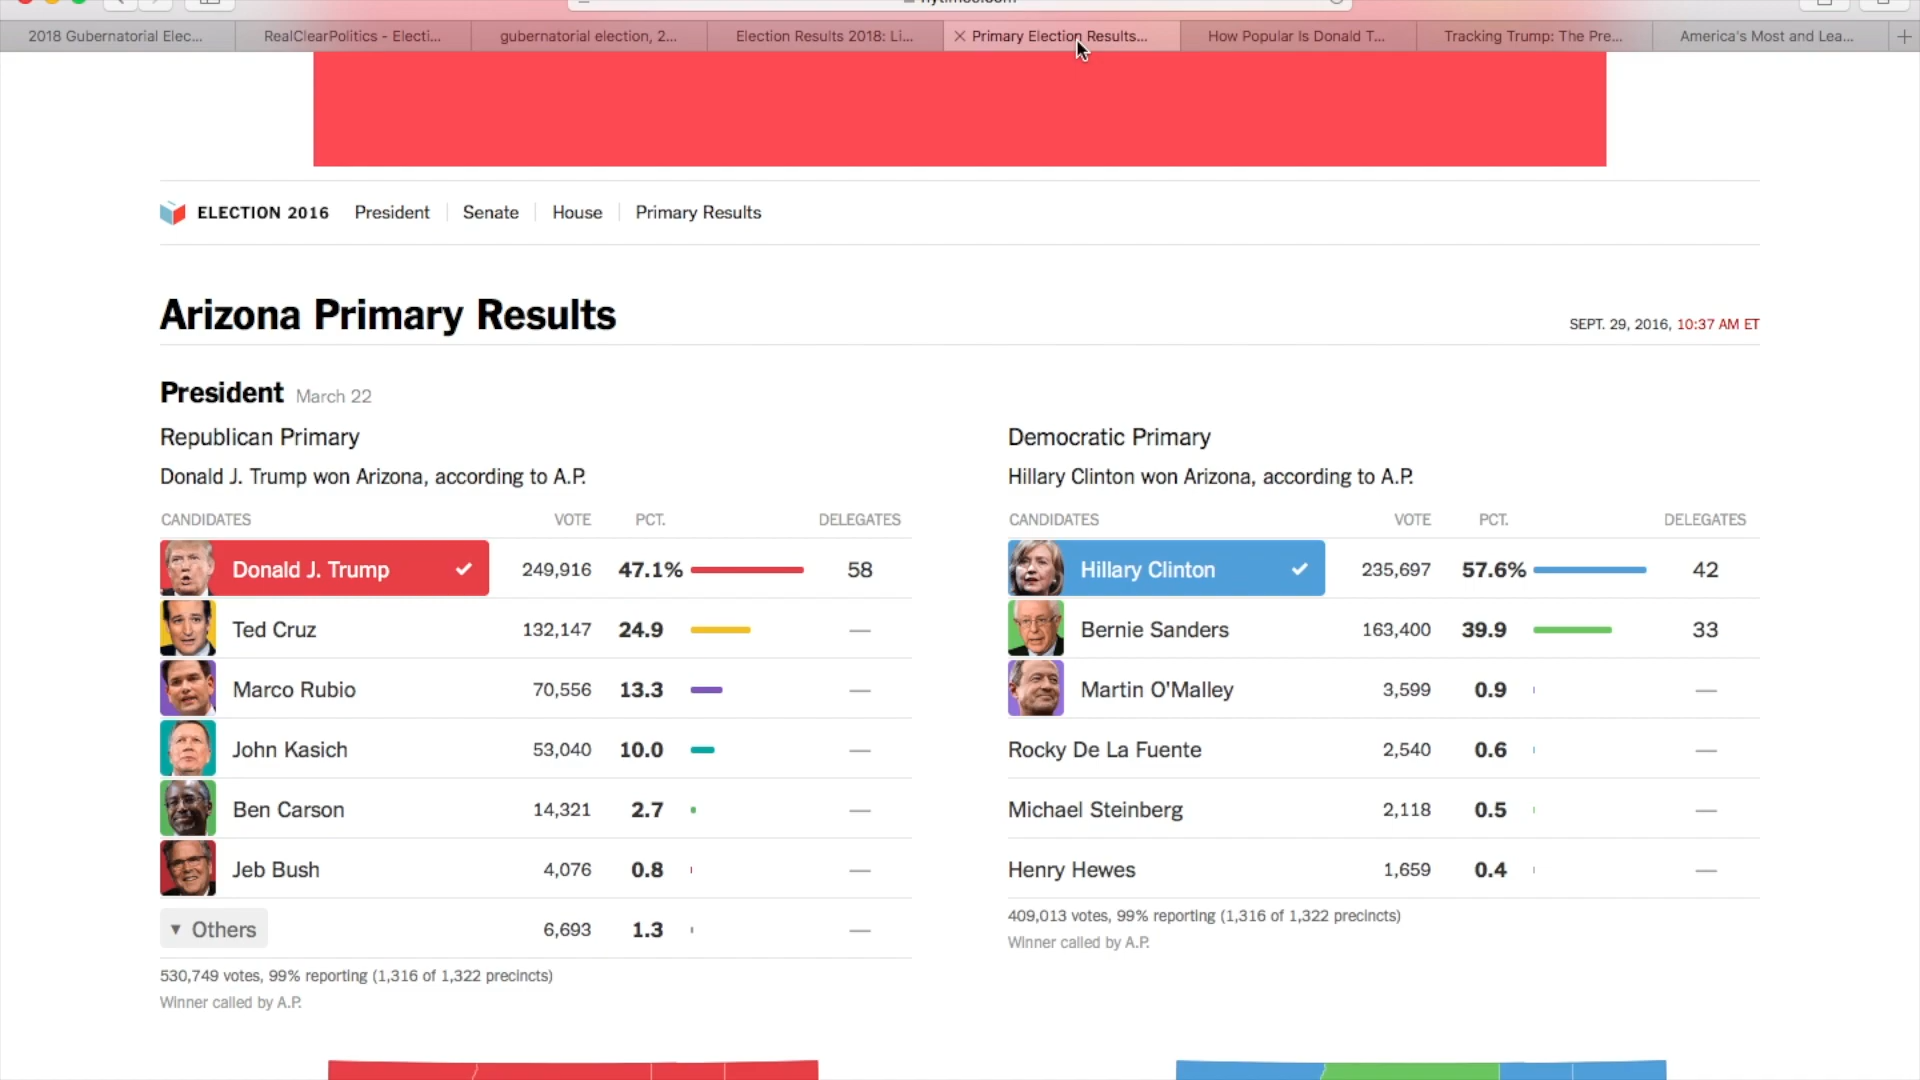 2018 Gubernatorial Elec...
RealClearPolitics - Electi...
gubernatorial election, 2...
Election Results 2018: Li...
Primary Election Results...
How Popular Is Donald T...
Tracking Trump: The Pre...
America's Most and Lea...
ELECTION 2016 President Senate House Primary Results
Arizona Primary Results
SEPT. 29, 2016, 10:37 AM ET
President March 22
Republican Primary
Donald J. Trump won Arizona, according to A.P.
CANDIDATES VOTE PCT. DELEGATES
Donald J. Trump 249,916 47.1% 58
Ted Cruz 132,147 24.9 —
Marco Rubio 70,556 13.3 —
John Kasich 53,040 10.0 —
Ben Carson 14,321 2.7 —
Jeb Bush 4,076 0.8 —
Others 6,693 1.3 —
530,749 votes, 99% reporting (1,316 of 1,322 precincts)
Winner called by A.P.
Democratic Primary
Hillary Clinton won Arizona, according to A.P.
CANDIDATES VOTE PCT. DELEGATES
Hillary Clinton 235,697 57.6% 42
Bernie Sanders 163,400 39.9 33
Martin O'Malley 3,599 0.9 —
Rocky De La Fuente 2,540 0.6 —
Michael Steinberg 2,118 0.5 —
Henry Hewes 1,659 0.4 —
409,013 votes, 99% reporting (1,316 of 1,322 precincts)
Winner called by A.P.